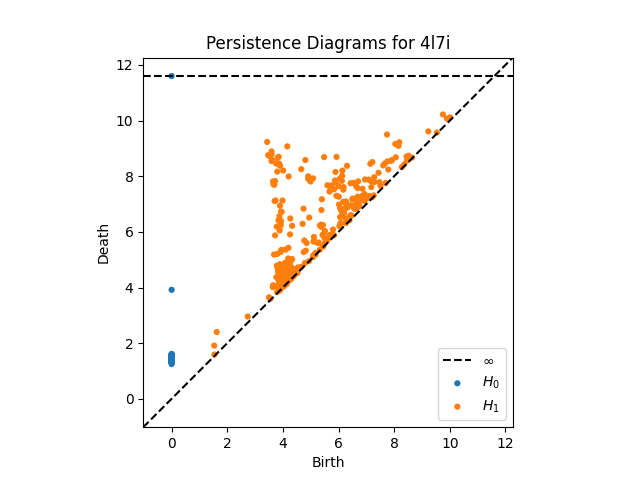 Persistence Diagrams for 4l7i
12
10
8
6
4
2
0
Death
0 2 4 6 8 10 12
Birth
∞
H₀
H₁